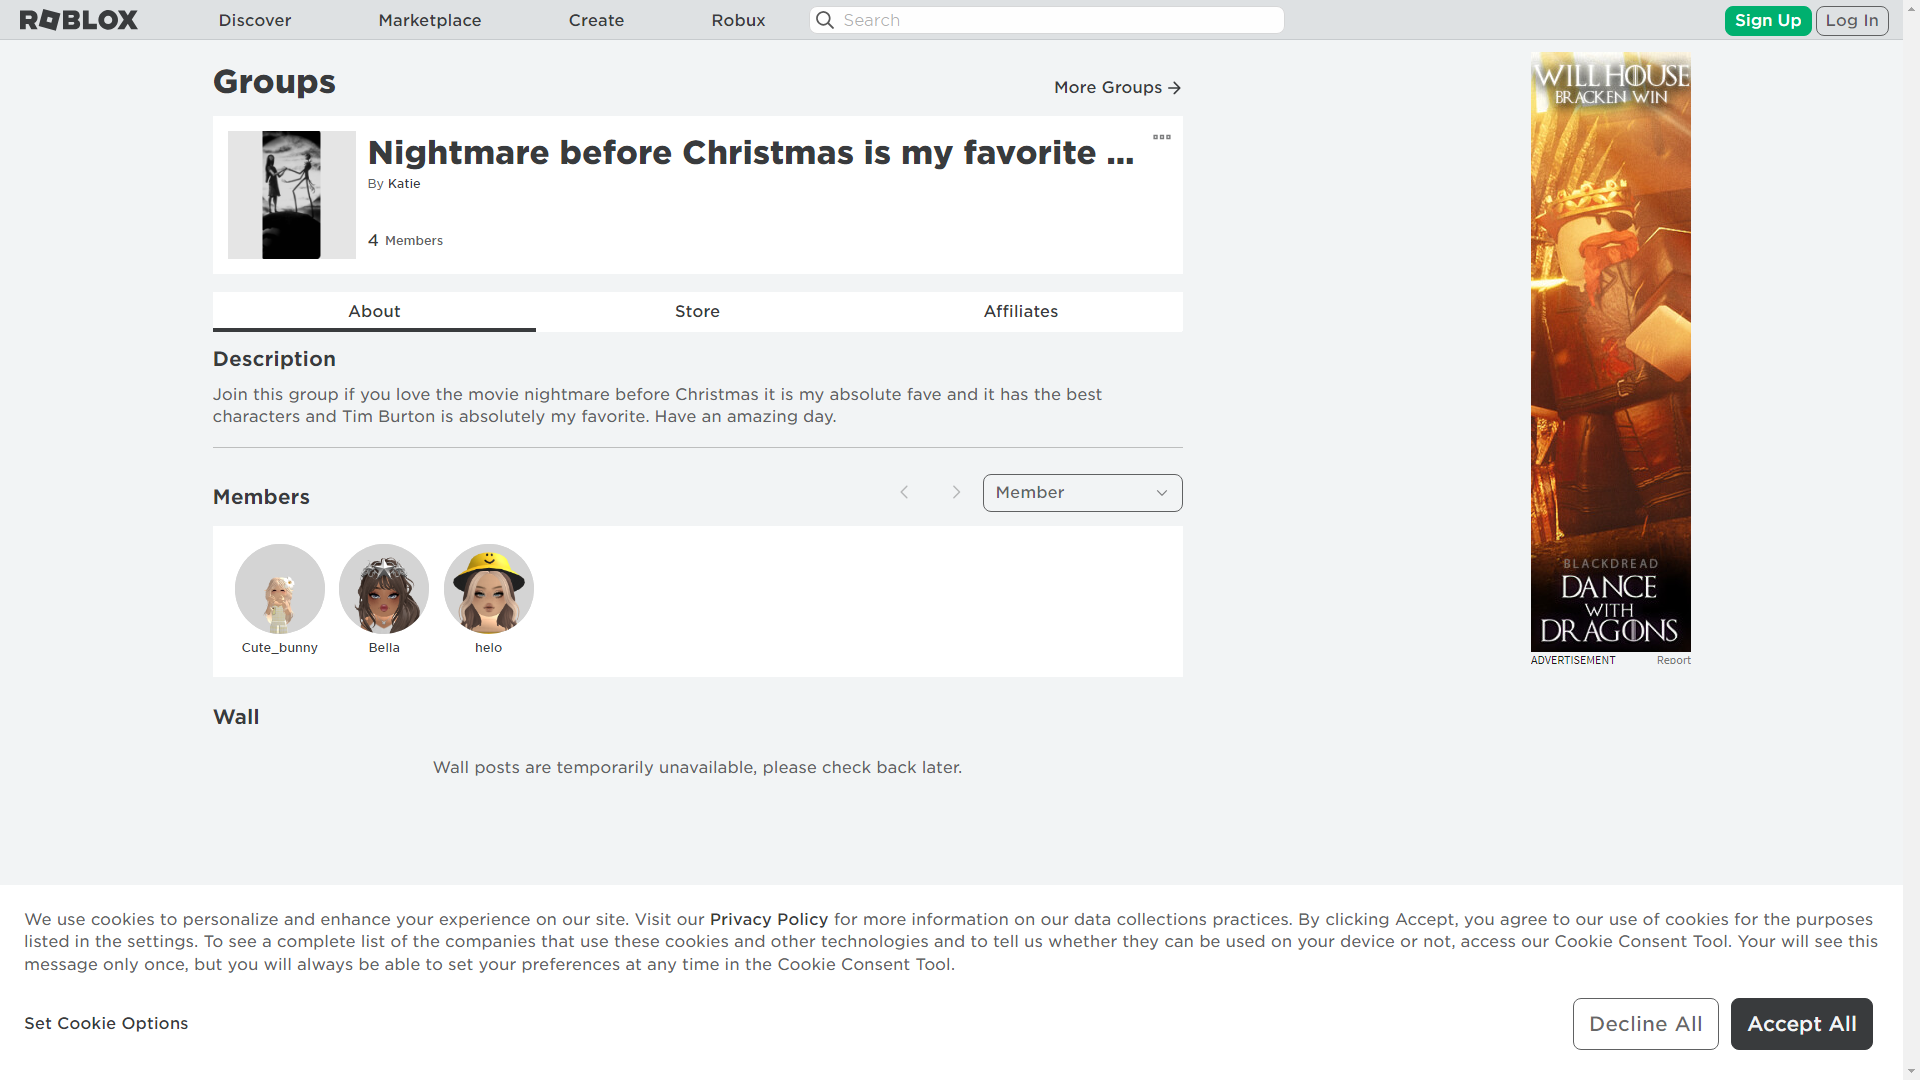 ROBLOX
Discover
Marketplace
Create
Robux
Search
Sign Up
Log In
Groups
More Groups
Nightmare before Christmas is my favorite ...
By Katie
4 Members
About
Store
Affiliates
Description
Join this group if you love the movie nightmare before Christmas it is my absolute fave and it has the best
characters and Tim Burton is absolutely my favorite. Have an amazing day.
Members
Member
Cute_bunny
Bella
helo
Wall
Wall posts are temporarily unavailable, please check back later.
WILL HOUSE
BRACKEN WIN
BLACKDREAD
DANCE
WITH
DRAGONS
ADVERTISEMENT
Report
We use cookies to personalize and enhance your experience on our site. Visit our Privacy Policy for more information on our data collections practices. By clicking Accept, you agree to our use of cookies for the purposes
listed in the settings. To see a complete list of the companies that use these cookies and other technologies and to tell us whether they can be used on your device or not, access our Cookie Consent Tool. Your will see this
message only once, but you will always be able to set your preferences at any time in the Cookie Consent Tool.
Set Cookie Options
Decline All
Accept All